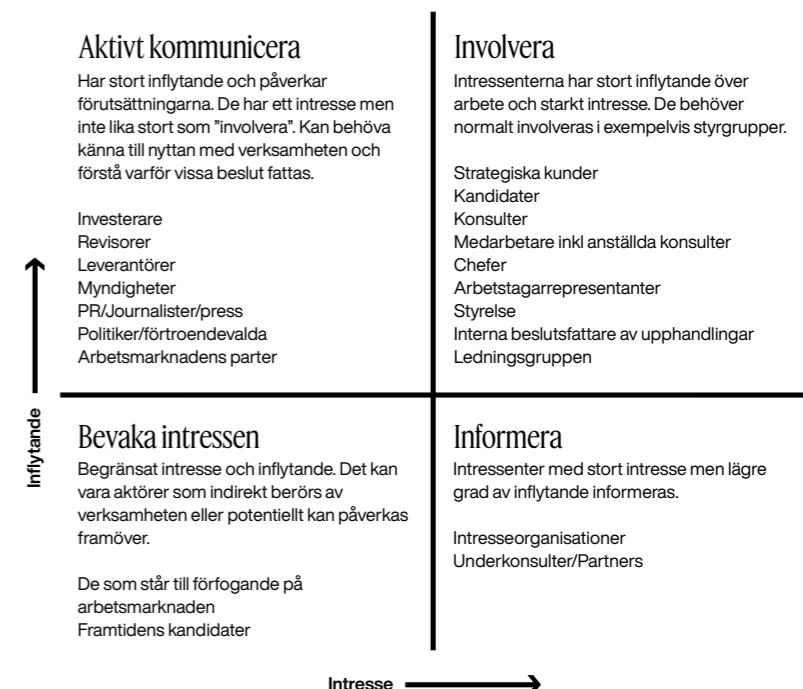 Aktivt kommunicera
Har stort inflytande och påverkar
förutsättningarna. De har ett intresse men
inte lika stort som ”involvera”. Kan behöva
känna till nyttan med verksamheten och
förstå varför vissa beslut fattas.
Investerare
Revisorer
Leverantörer
Myndigheter
PR/Journalister/press
Politiker/förtroendevalda
Arbetsmarknadens parter
Involvera
Intressenterna har stort inflytande över
arbete och starkt intresse. De behöver
normalt involveras i exempelvis styrgrupper.
Strategiska kunder
Kandidater
Konsulter
Medarbetare inkl anställda konsulter
Chefer
Arbetstagarrepresentanter
Styrelse
Interna beslutsfattare av upphandlingar
Ledningsgruppen
Inflytande
Bevaka intressen
Begränsat intresse och inflytande. Det kan
vara aktörer som indirekt berörs av
verksamheten eller potentiellt kan påverkas
framöver.
De som står till förfogande på
arbetsmarknaden
Framtidens kandidater
Informera
Intressenter med stort intresse men lägre
grad av inflytande informeras.
Intresseorganisationer
Underkonsulter/Partners
Intresse